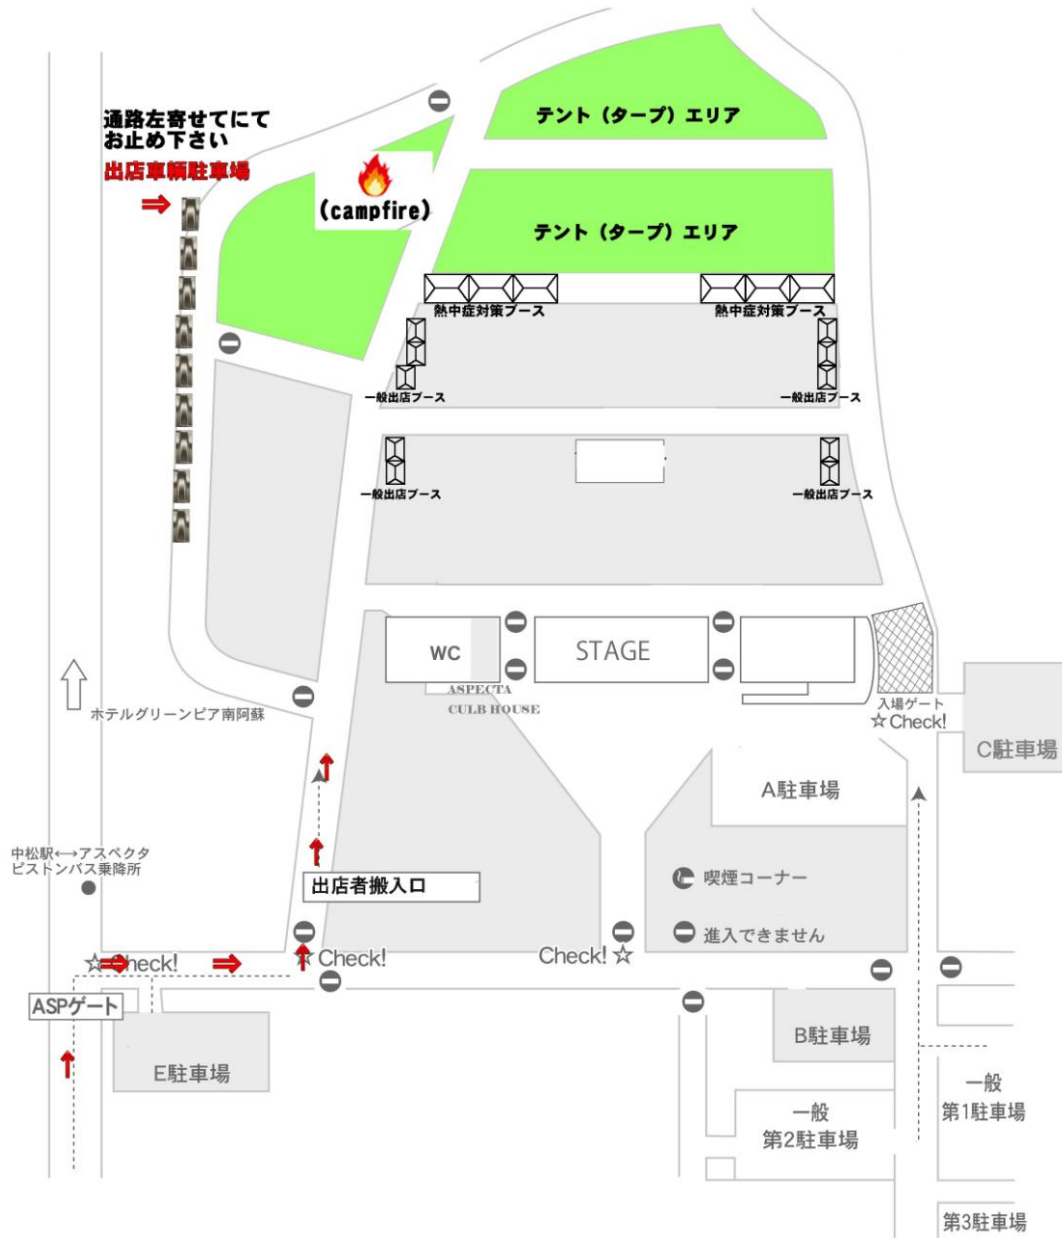 通路左寄せてにて
お止め下さい
出店車輌駐車場
(campfire)
テント（タープ）エリア
テント（タープ）エリア
熱中症対策ブース
熱中症対策ブース
一般出店ブース
一般出店ブース
一般出店ブース
一般出店ブース
WC
STAGE
ASPECTA
CULB HOUSE
入場ゲート
☆Check!
C駐車場
ホテルグリーンピア南阿蘇
A駐車場
中松駅←→アスペクタ
ピストンバス乗降所
出店者搬入口
喫煙コーナー
進入できません
☆Check!
☆Check!
Check!☆
ASPゲート
E駐車場
B駐車場
一般
第1駐車場
一般
第2駐車場
第3駐車場